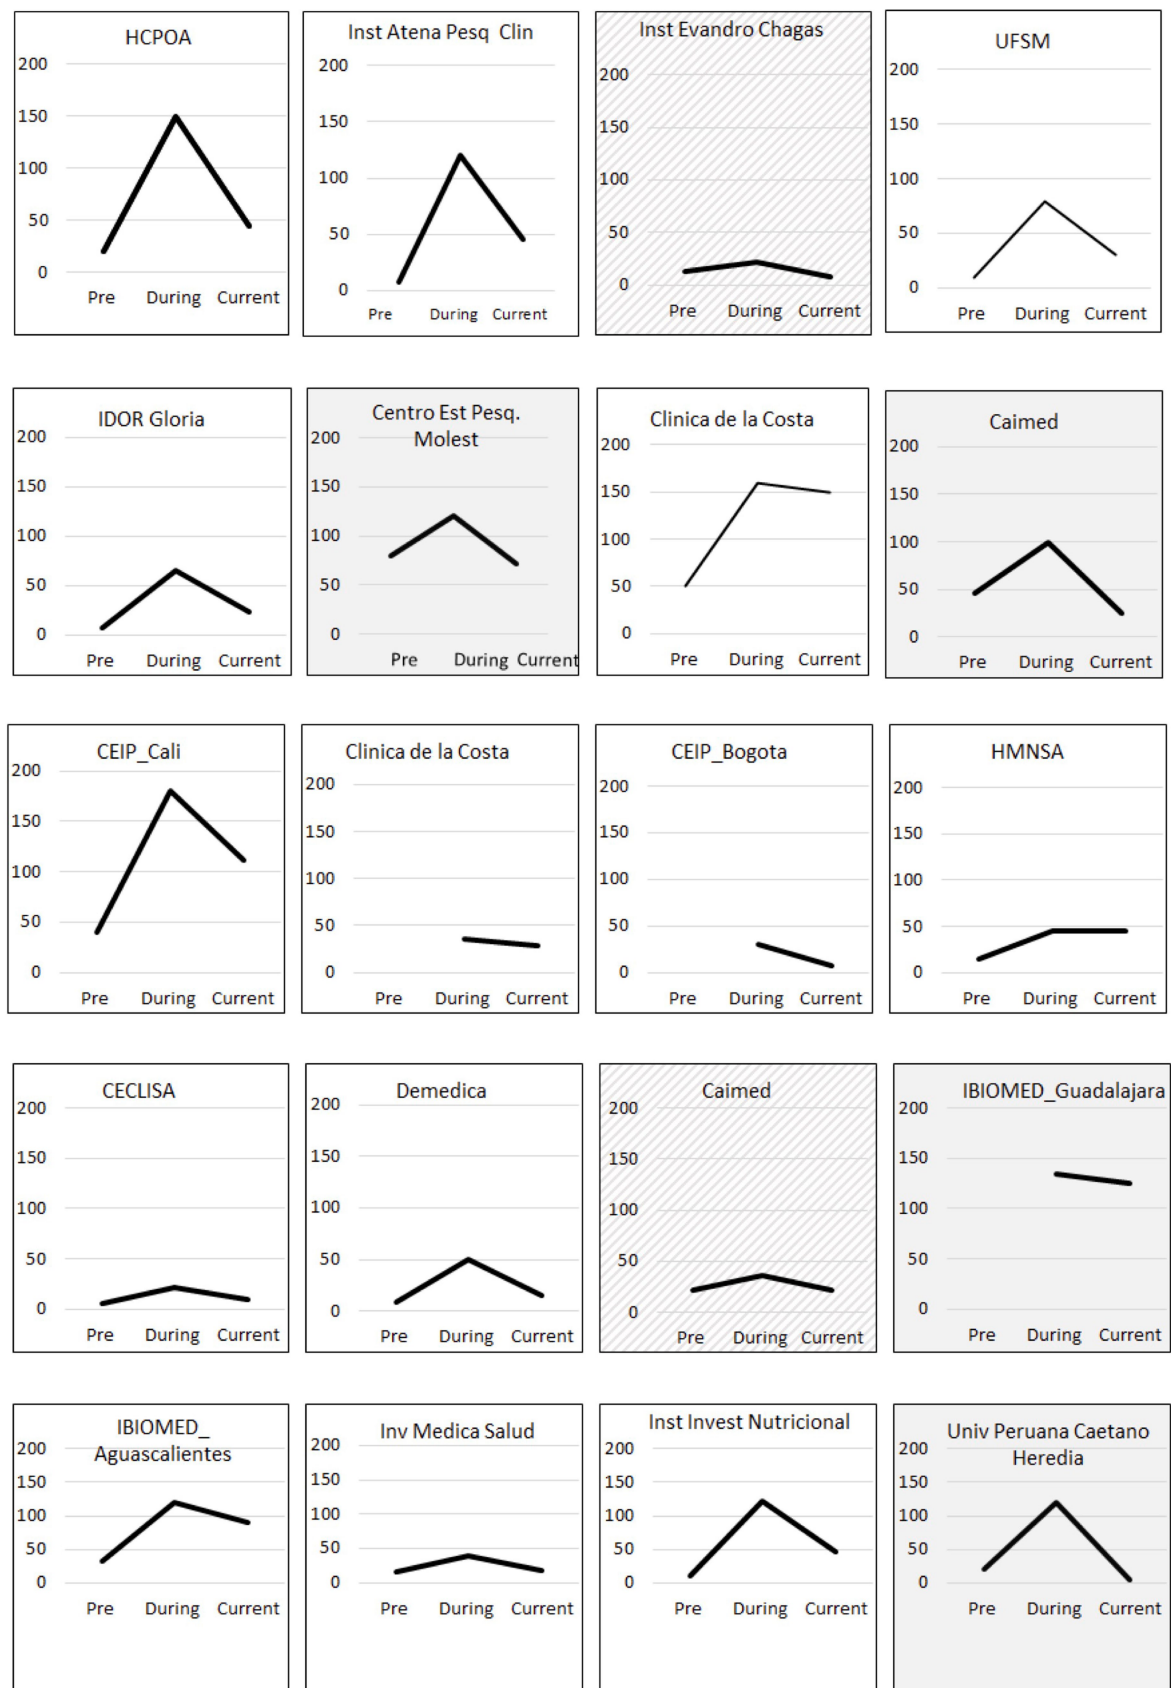 HCPOA
200
150
100
50
0
Pre During Current
Inst Atena Pesq Clin
200
150
100
50
0
Pre During Current
Inst Evandro Chagas
200
150
100
50
0
Pre During Current
UFSM
200
150
100
50
0
Pre During Current
IDOR Gloria
200
150
100
50
0
Pre During Current
Centro Est Pesq.
Molest
200
150
100
50
0
Pre During Current
Clinica de la Costa
200
150
100
50
0
Pre During Current
Caimed
200
150
100
50
0
Pre During Current
CEIP_Cali
200
150
100
50
0
Pre During Current
Clinica de la Costa
200
150
100
50
0
Pre During Current
CEIP_Bogota
200
150
100
50
0
Pre During Current
HMNSA
200
150
100
50
0
Pre During Current
CECLISA
200
150
100
50
0
Pre During Current
Demedica
200
150
100
50
0
Pre During Current
Caimed
200
150
100
50
0
Pre During Current
IBIOMED_Guadalajara
200
150
100
50
0
Pre During Current
IBIOMED_
Aguascalientes
200
150
100
50
0
Pre During Current
Inv Medica Salud
200
150
100
50
0
Pre During Current
Inst Invest Nutricional
200
150
100
50
0
Pre During Current
Univ Peruana Caetano
Heredia
200
150
100
50
0
Pre During Current